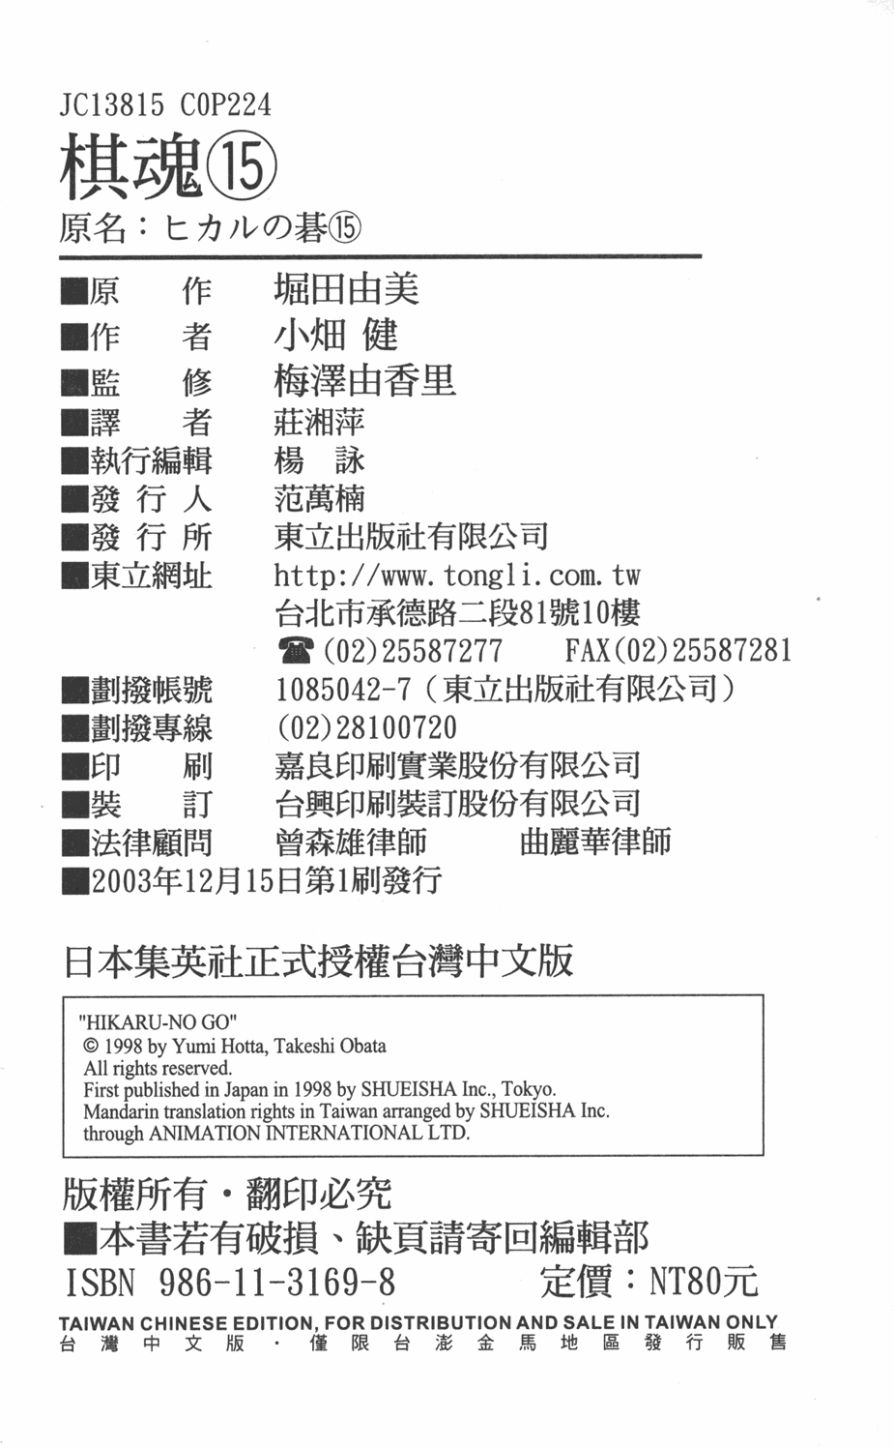 JC13815 C0P224
棋魂⑮
原名：ヒカルの碁⑮
■原　　作　堀田由美
■作　　者　小畑 健
■監　　修　梅澤由香里
■譯　　者　莊湘萍
■執行編輯　楊　詠
■發 行 人　范萬楠
■發 行 所　東立出版社有限公司
■東立網址　http://www.tongli.com.tw
台北市承德路二段81號10樓
☎(02)25587277　FAX(02)25587281
■劃撥帳號　1085042-7（東立出版社有限公司）
■劃撥專線　(02)28100720
■印　　刷　嘉良印刷實業股份有限公司
■裝　　訂　台興印刷裝訂股份有限公司
■法律顧問　曾森雄律師　　曲麗華律師
■2003年12月15日第1刷發行
日本集英社正式授權台灣中文版
"HIKARU-NO GO"
© 1998 by Yumi Hotta, Takeshi Obata
All rights reserved.
First published in Japan in 1998 by SHUEISHA Inc., Tokyo.
Mandarin translation rights in Taiwan arranged by SHUEISHA Inc.
through ANIMATION INTERNATIONAL LTD.
版權所有・翻印必究
■本書若有破損、缺頁請寄回編輯部
ISBN 986-11-3169-8　定價：NT80元
TAIWAN CHINESE EDITION, FOR DISTRIBUTION AND SALE IN TAIWAN ONLY
台灣中文版・僅限台澎金馬地區發行販售